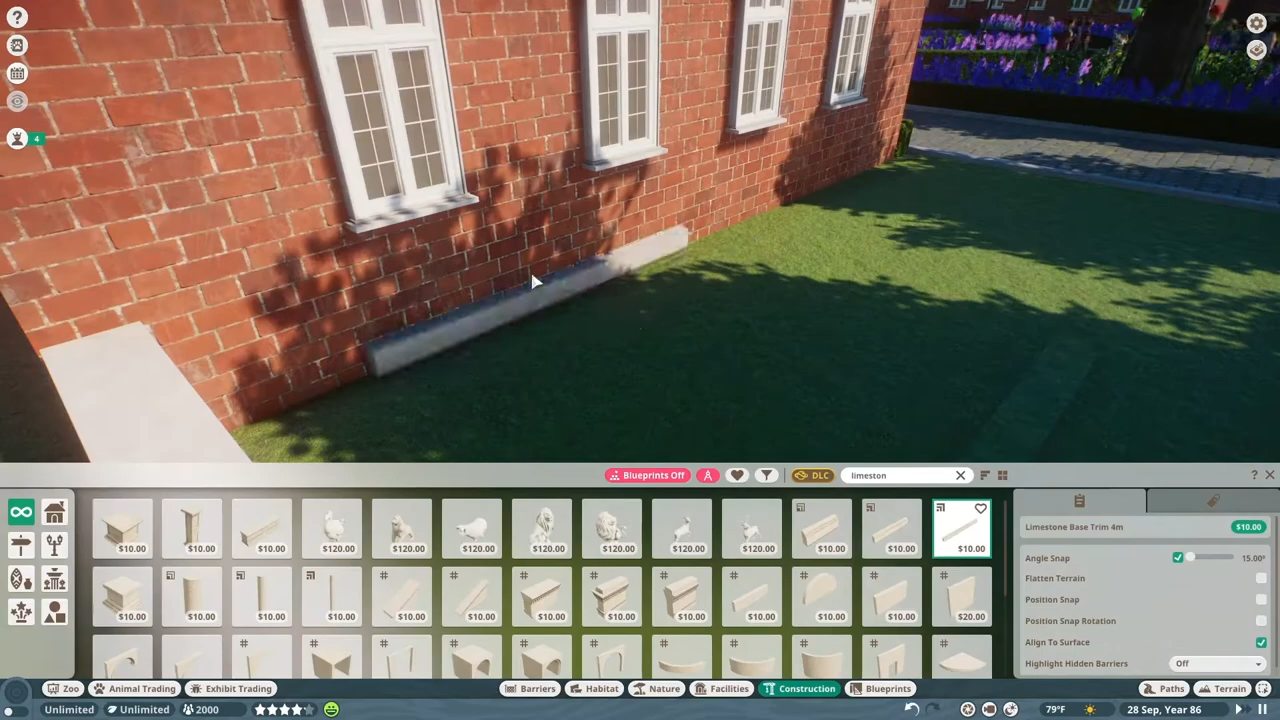 ?
4
Blueprints Off
DLC
limeston
?
$10.00 $10.00 $10.00 $120.00 $120.00 $120.00 $120.00 $120.00 $120.00 $120.00 $10.00 $10.00 $10.00
$10.00 $10.00 $10.00 $10.00 $10.00 $10.00 $10.00 $10.00 $10.00 $10.00 $10.00 $10.00 $20.00
Limestone Base Trim 4m $10.00
Angle Snap 15.00°
Flatten Terrain
Position Snap
Position Snap Rotation
Align To Surface
Highlight Hidden Barriers Off
Zoo Animal Trading Exhibit Trading Barriers Habitat Nature Facilities Construction Blueprints Paths Terrain
Unlimited Unlimited 2000 79°F 28 Sep, Year 86